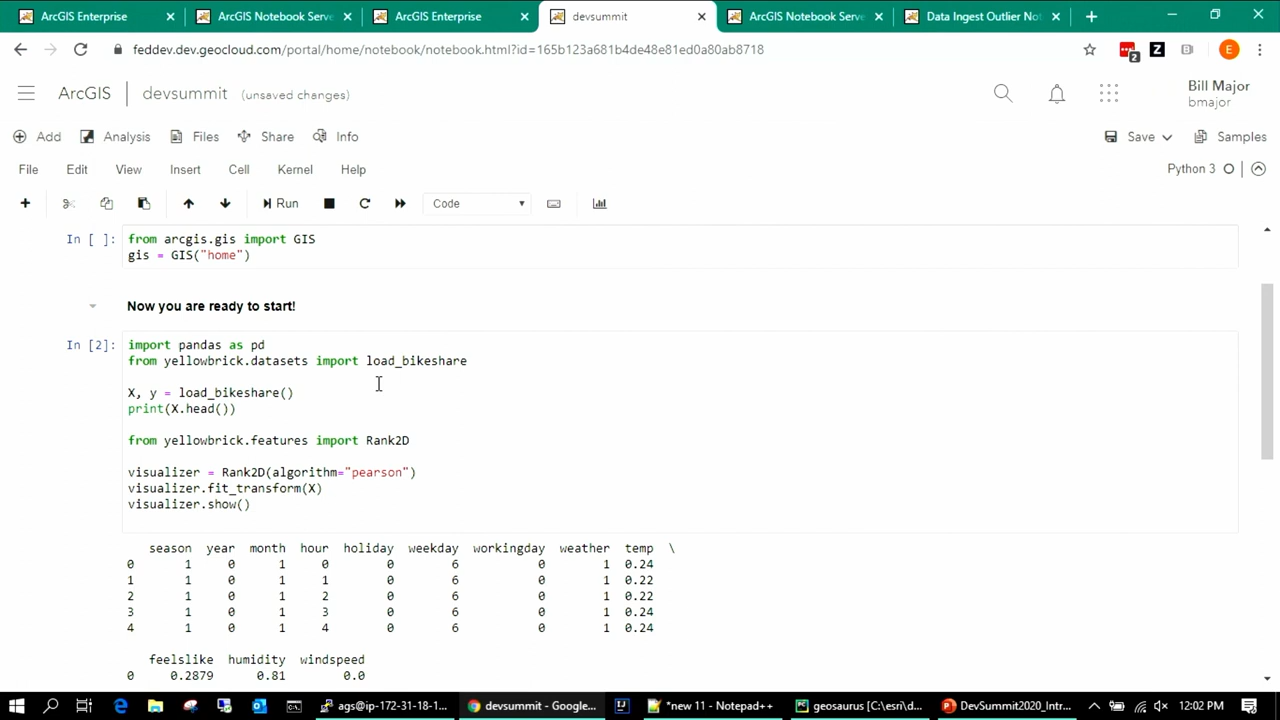 ArcGIS Enterprise ArcGIS Notebook Serve ArcGIS Enterprise devsummit ArcGIS Notebook Serve Data Ingest Outlier Not
feddev.dev.geocloud.com/portal/home/notebook/notebook.html?id=165b123a681b4de48e81ed0a80ab8718 2 Z E
ArcGIS devsummit (unsaved changes) Bill Major
bmajor
Add Analysis Files Share Info Save Samples
File Edit View Insert Cell Kernel Help Python 3
Run Code
In [ ]: from arcgis.gis import GIS
gis = GIS("home")
Now you are ready to start!
In [2]: import pandas as pd
from yellowbrick.datasets import load_bikeshare
X, y = load_bikeshare()
print(X.head())
from yellowbrick.features import Rank2D
visualizer = Rank2D(algorithm="pearson")
visualizer.fit_transform(X)
visualizer.show()
season year month hour holiday weekday workingday weather temp \
0 1 0 1 0 0 6 0 1 0.24
1 1 0 1 1 0 6 0 1 0.22
2 1 0 1 2 0 6 0 1 0.22
3 1 0 1 3 0 6 0 1 0.24
4 1 0 1 4 0 6 0 1 0.24
feelslike humidity windspeed
0 0.2879 0.81 0.0
ags@ip-172-31-18-1... devsummit - Google... *new 11 - Notepad++ geosaurus [C:\esri\d... DevSummit2020_Intr... 12:02 PM